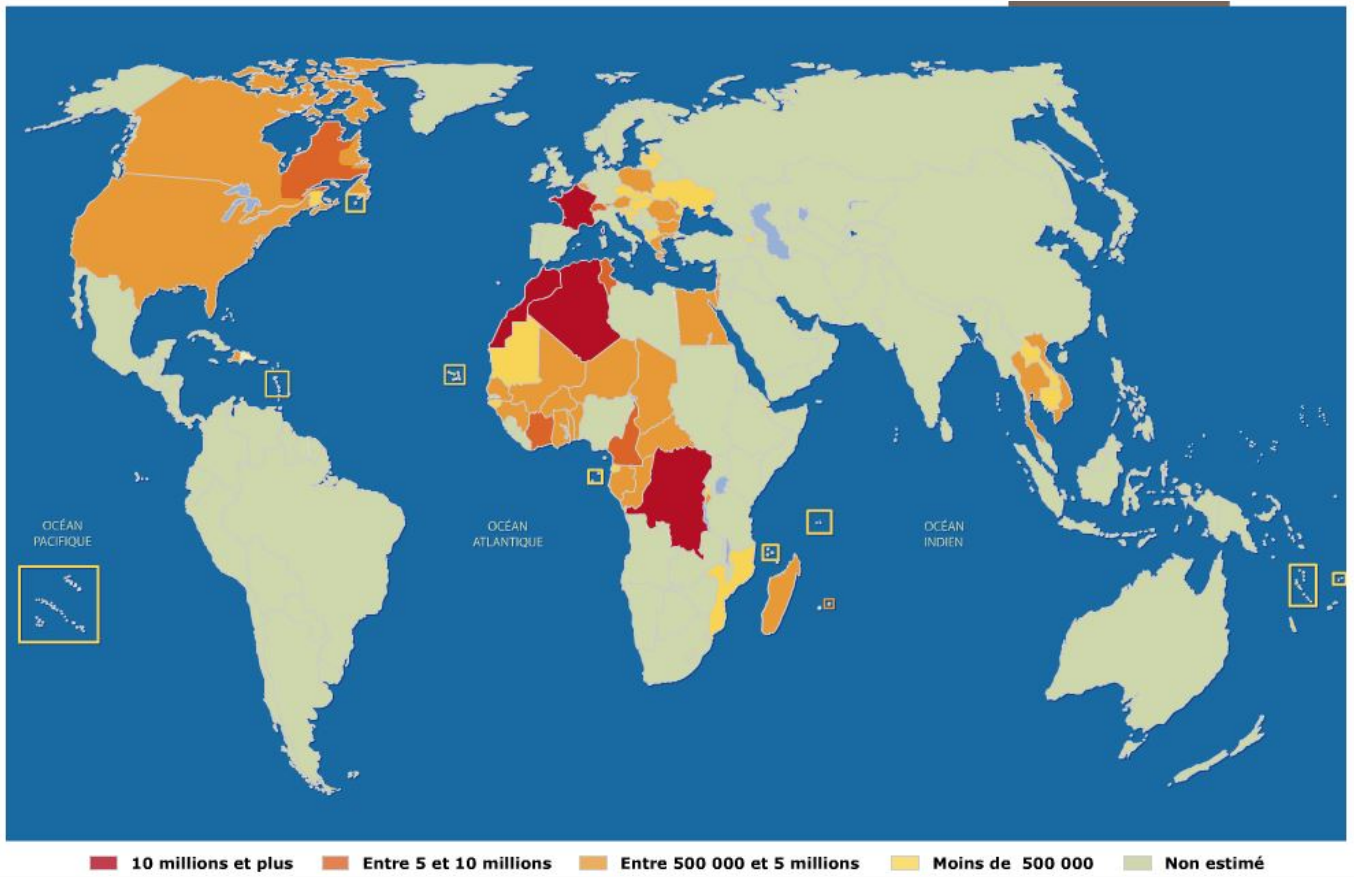 OCÉAN
PACIFIQUE
OCÉAN
ATLANTIQUE
OCÉAN
INDIEN
10 millions et plus
Entre 5 et 10 millions
Entre 500 000 et 5 millions
Moins de 500 000
Non estimé